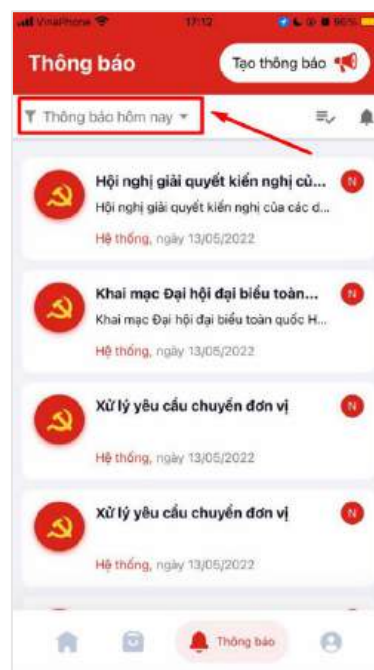 VinaPhone 17:12 96%
Thông báo
Tạo thông báo
Thông báo hôm nay
Hội nghị giải quyết kiến nghị củ... N
Hội nghị giải quyết kiến nghị của các d...
Hệ thống, ngày 13/05/2022
Khai mạc Đại hội đại biểu toàn... N
Khai mạc Đại hội đại biểu toàn quốc H...
Hệ thống, ngày 13/05/2022
Xử lý yêu cầu chuyển đơn vị N
Hệ thống, ngày 13/05/2022
Xử lý yêu cầu chuyển đơn vị N
Hệ thống, ngày 13/05/2022
Thông báo